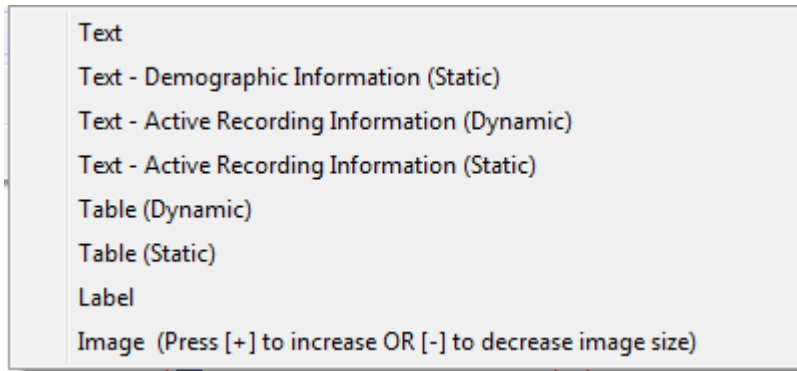 Text
Text - Demographic Information (Static)
Text - Active Recording Information (Dynamic)
Text - Active Recording Information (Static)
Table (Dynamic)
Table (Static)
Label
Image  (Press [+] to increase OR [-] to decrease image size)